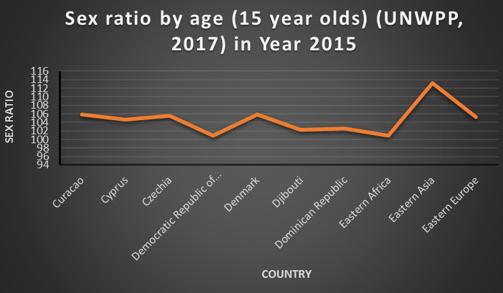 Sex ratio by age (15 year olds) (UNWPP,
2017) in Year 2015
SEX RATIO
116
114
112
110
108
106
104
102
100
98
96
94
Curacao
Cyprus
Czechia
Democratic Republic of...
Denmark
Djibouti
Dominican Republic
Eastern Africa
Eastern Asia
Eastern Europe
COUNTRY